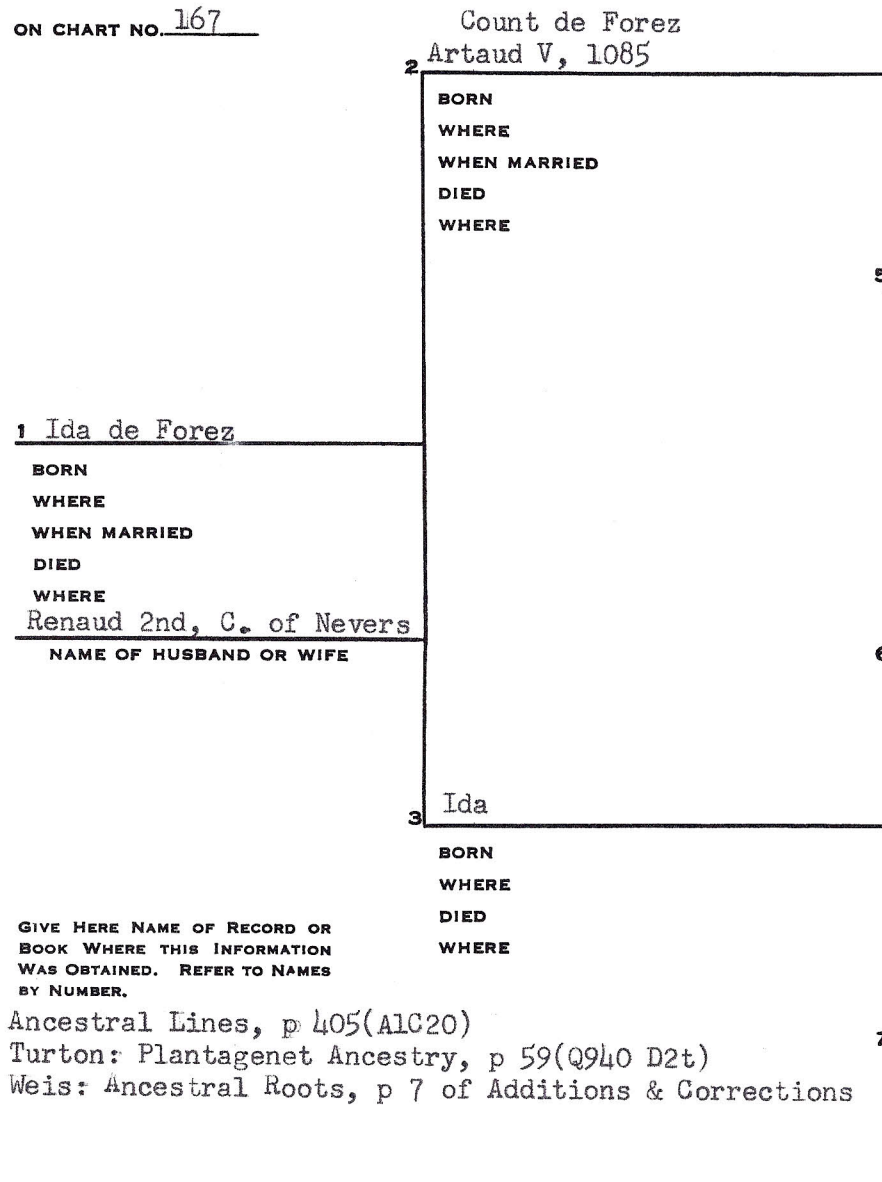 ON CHART NO. 167
Count de Forez
2 Artaud V, 1085
BORN
WHERE
WHEN MARRIED
DIED
WHERE
5
1 Ida de Forez
BORN
WHERE
WHEN MARRIED
DIED
WHERE
Renaud 2nd, C. of Nevers
NAME OF HUSBAND OR WIFE
6
3 Ida
BORN
WHERE
DIED
WHERE
GIVE HERE NAME OF RECORD OR
BOOK WHERE THIS INFORMATION
WAS OBTAINED. REFER TO NAMES
BY NUMBER.
Ancestral Lines, p 405(A1C20)
7
Turton: Plantagenet Ancestry, p 59(Q940 D2t)
Weis: Ancestral Roots, p 7 of Additions & Corrections